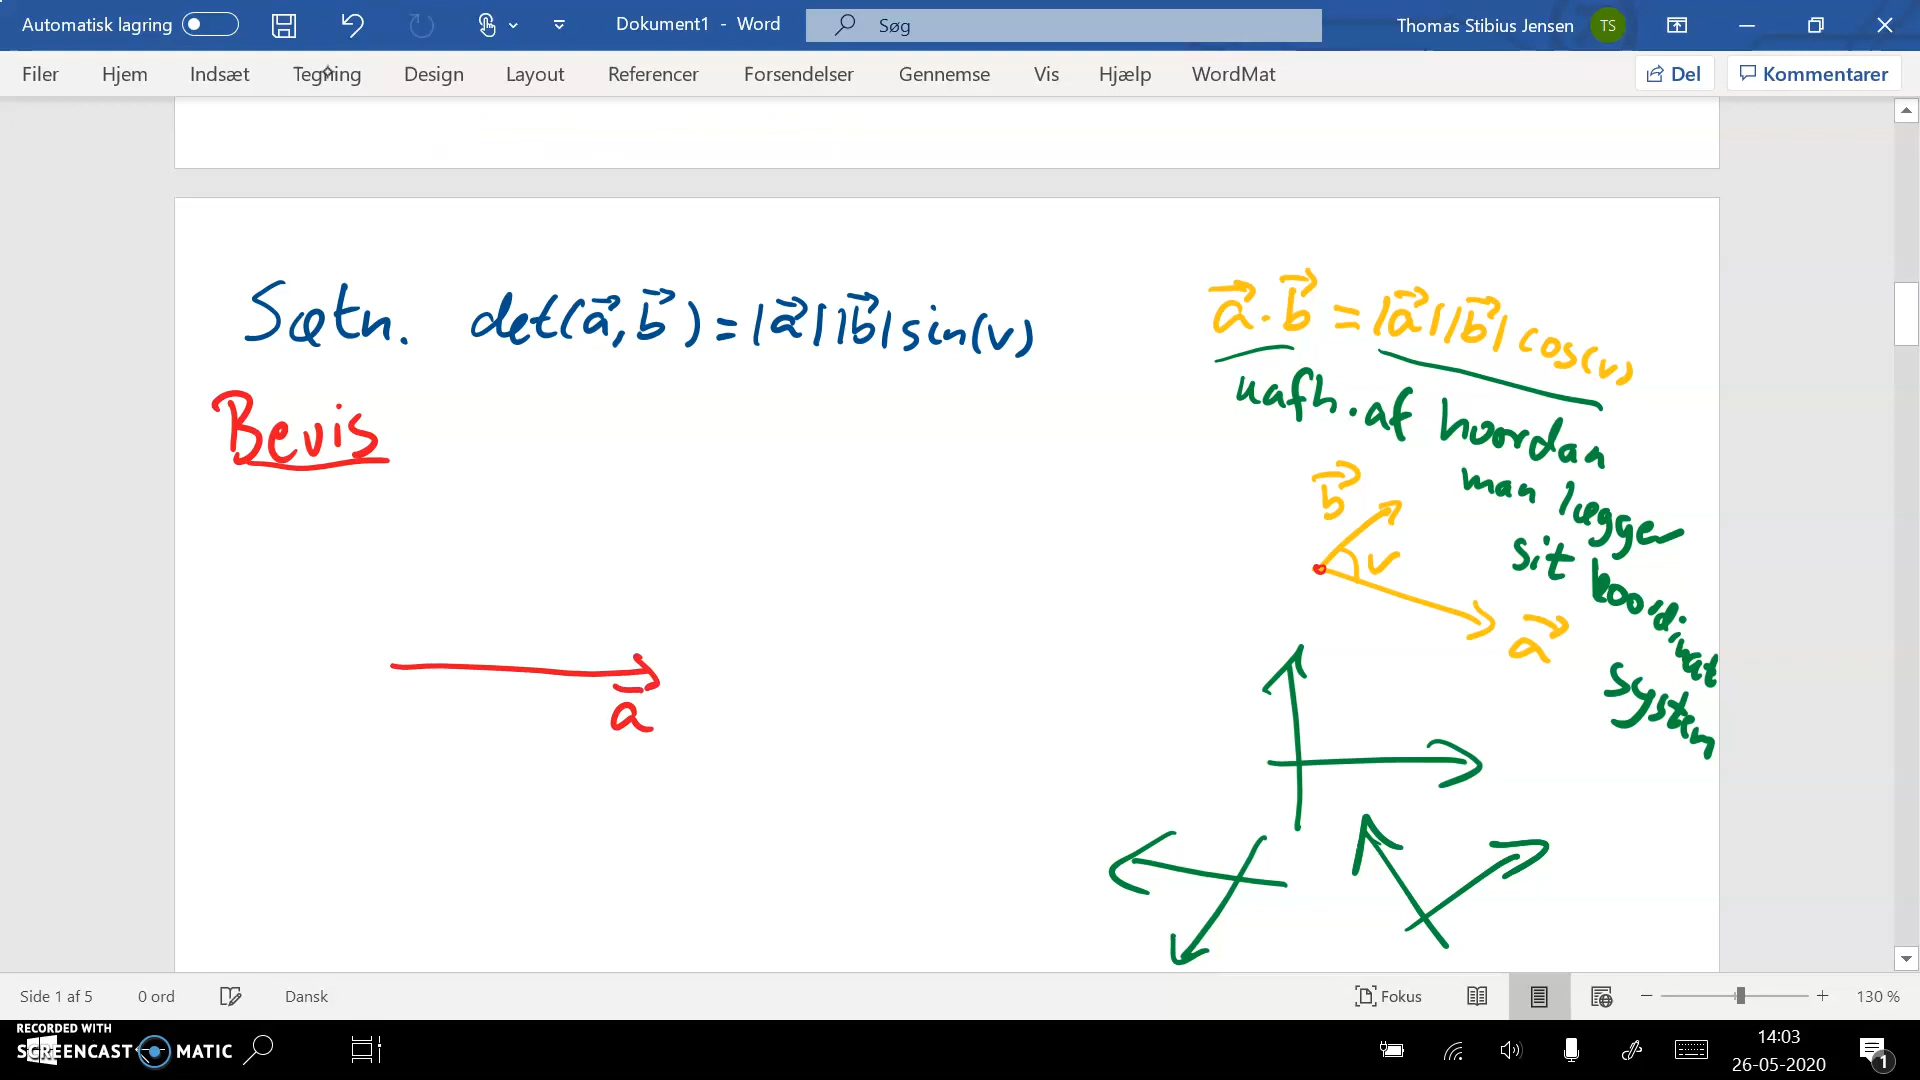 Automatisk lagring
Dokument1 - Word
Søg
Thomas Stibius Jensen
TS
Filer Hjem Indsæt Tegning Design Layout Referencer Forsendelser Gennemse Vis Hjælp WordMat
Del
Kommentarer
Sætn. det(a⃗, b⃗) = |a⃗||b⃗| sin(v)
Bevis
a⃗
a⃗ · b⃗ = |a⃗||b⃗| cos(v)
uafh. af hvordan
man lægger
sit koordinat
system
b⃗
v
a⃗
Side 1 af 5 0 ord Dansk
Fokus
130 %
RECORDED WITH
SCREENCAST MATIC
14:03
26-05-2020
1